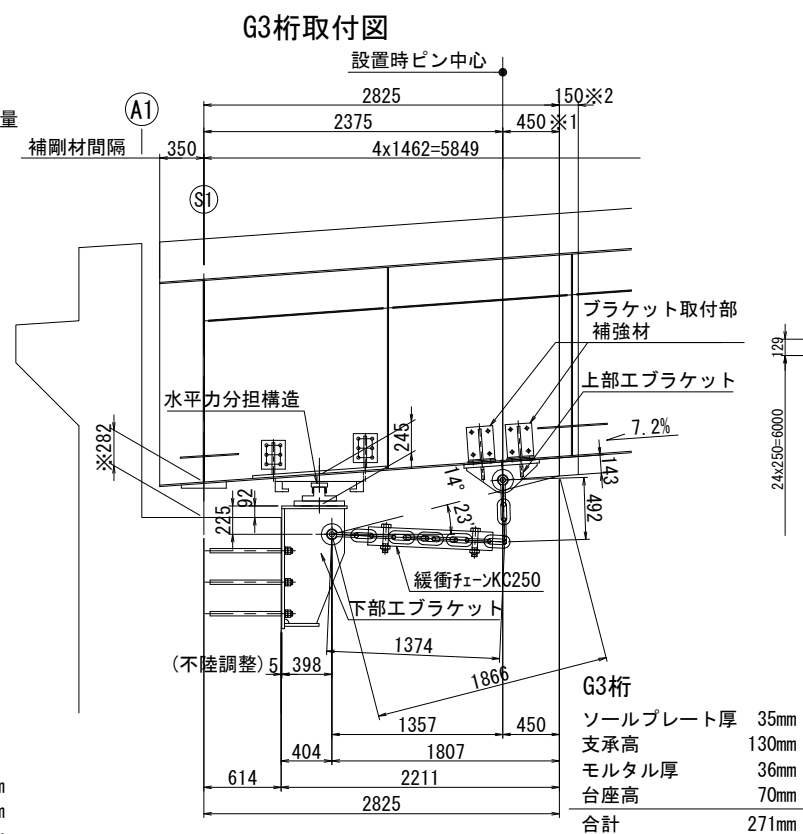 G3桁取付図
設置時ピン中心
量
A1
2825
150※2
2375
450※1
補剛材間隔
350
4x1462=5849
S1
ブラケット取付部
補強材
129
上部エブラケット
水平力分担構造
245
7.2%
※282
24x250=6000
14°
143
92
225
23°
492
緩衝チェーンKC250
下部エブラケット
1374
(不陸調整)
5
398
1866
G3桁
1357
450
ソールプレート厚 35mm
404
1807
支承高 130mm
モルタル厚 36mm
614
2211
台座高 70mm
2825
合計 271mm
m
m